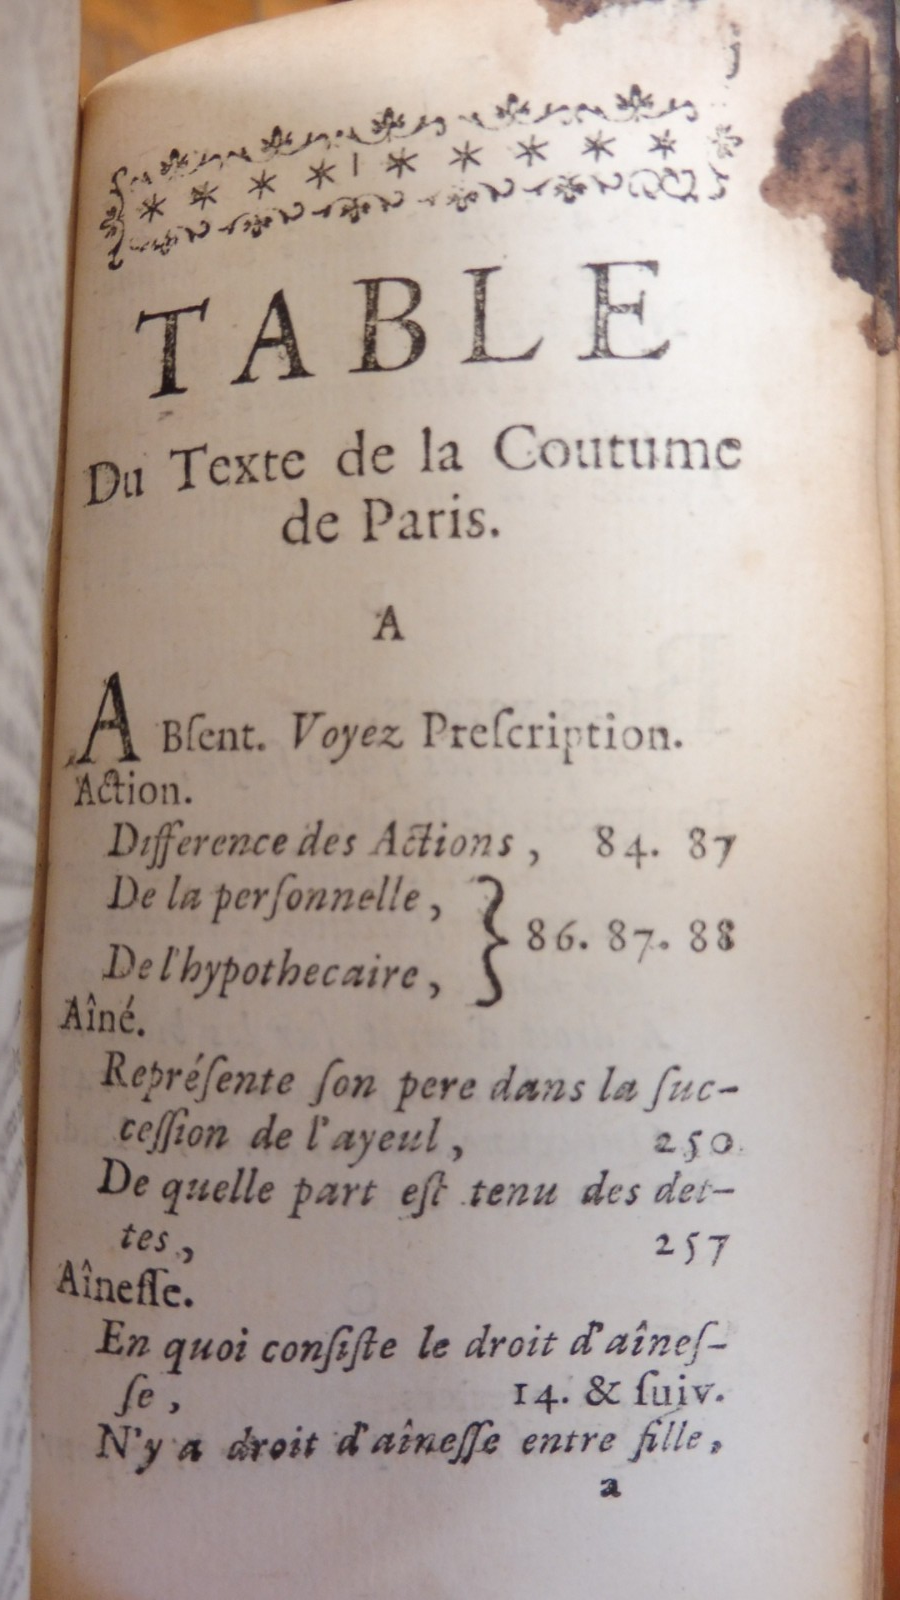 TABLE
Du Texte de la Coutume
de Paris.
A
ABſent. Voyez Preſcription.
Action.
Difference des Actions, 84. 87
De la perſonnelle,
De l'hypothecaire, } 86. 87. 88
Aîné.
Repréſente ſon pere dans la ſuc-
ceſſion de l'ayeul, 250.
De quelle part eſt tenu des det-
tes, 257
Aîneſſe.
En quoi conſiſte le droit d'aîneſ-
ſe, 14. & ſuiv.
N'y a droit d'aîneſſe entre fille,
a